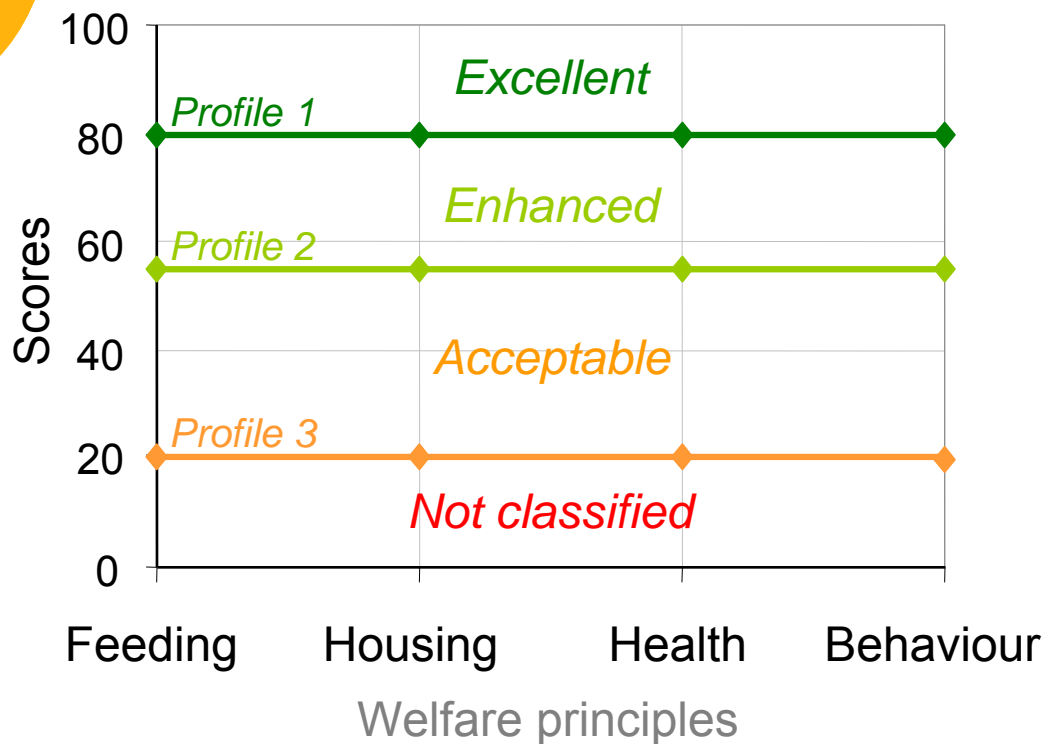 100
Excellent
Profile 1
80
Enhanced
60
Profile 2
Scores
40
Acceptable
Profile 3
20
Not classified
0
Feeding Housing Health Behaviour
Welfare principles